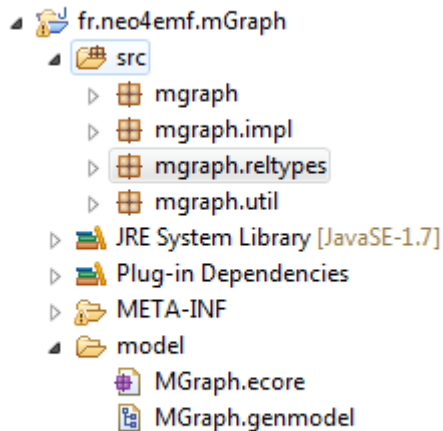 fr.neo4emf.mGraph
src
mgraph
mgraph.impl
mgraph.reltypes
mgraph.util
JRE System Library [JavaSE-1.7]
Plug-in Dependencies
META-INF
model
MGraph.ecore
MGraph.genmodel